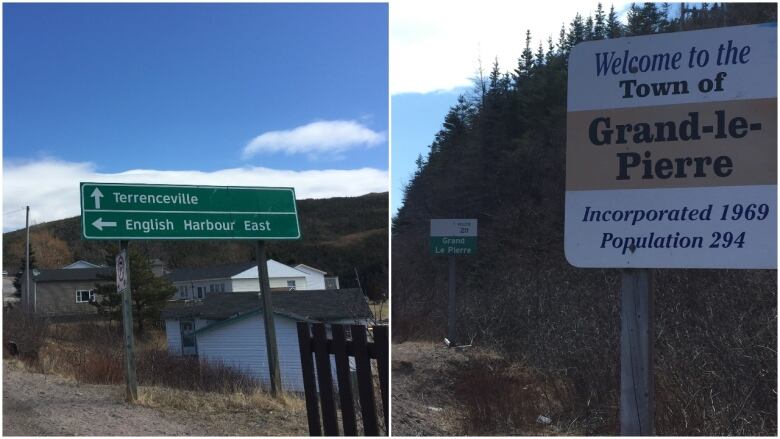 Terrenceville
English Harbour East
Welcome to the
Town of
Grand-le-
Pierre
Incorporated 1969
Population 294
Grand
Le Pierre